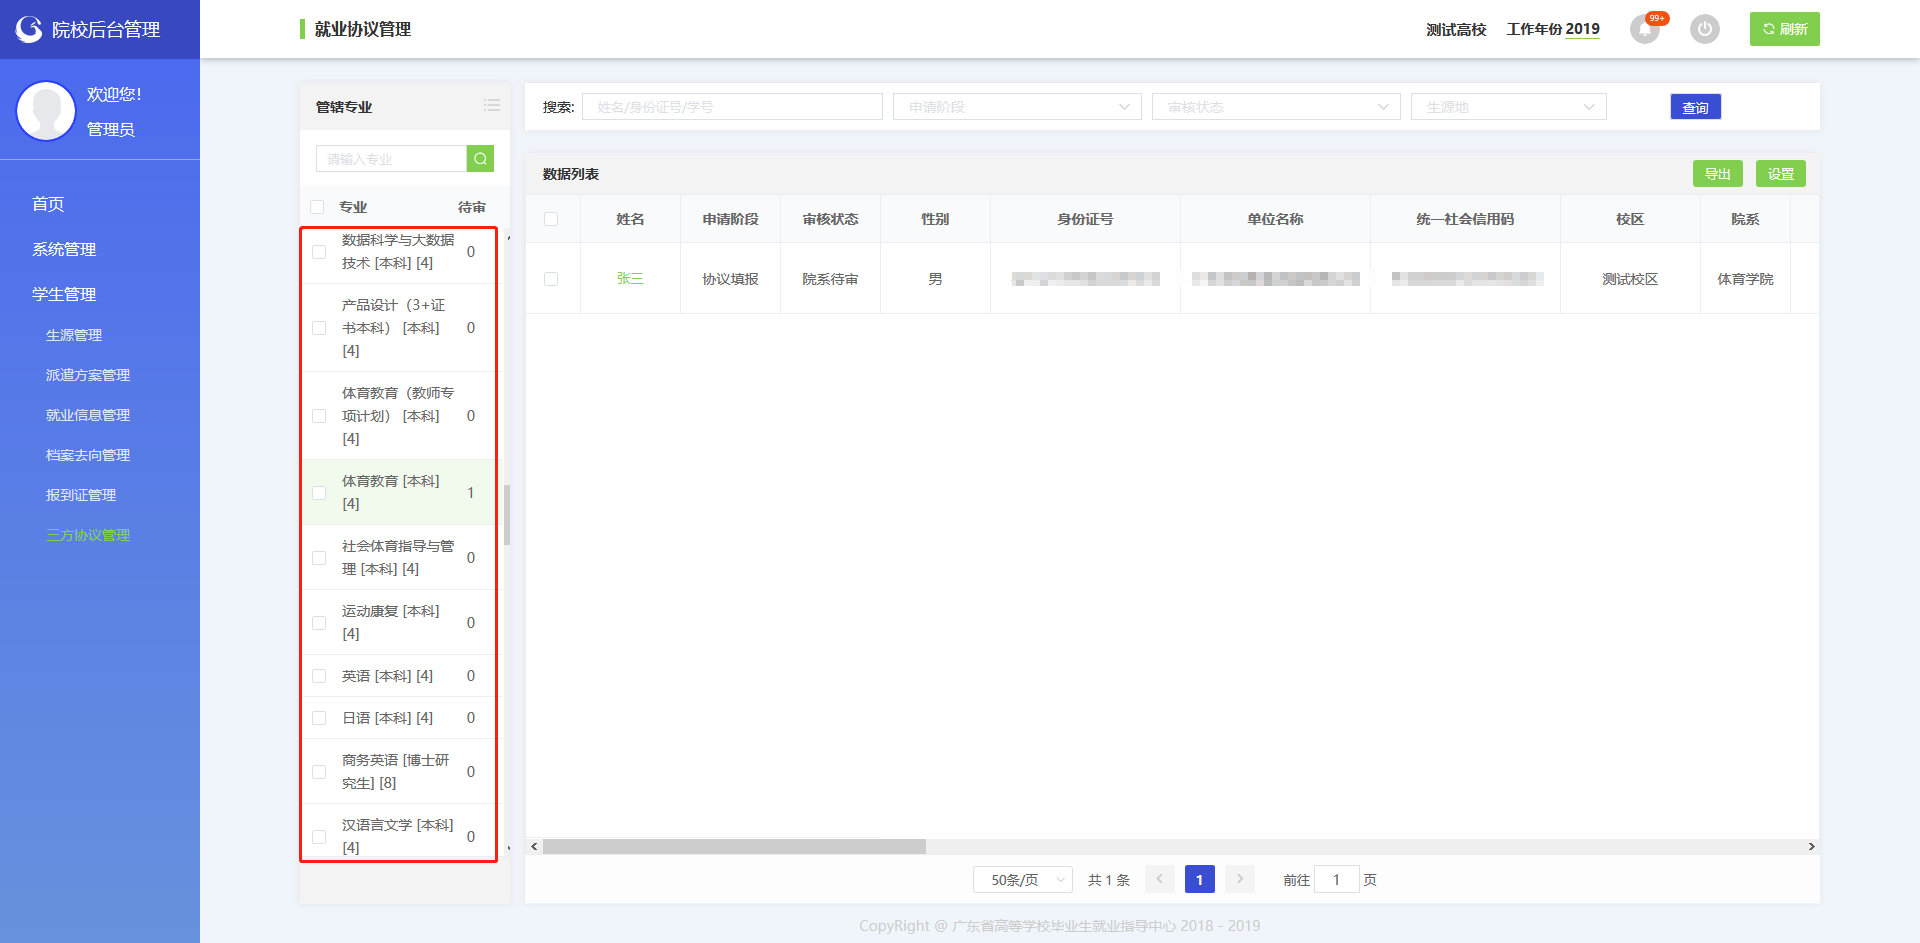 院校后台管理
就业协议管理
测试高校
工作年份 2019
99+
刷新
欢迎您!
管理员
首页
系统管理
学生管理
生源管理
派遣方案管理
就业信息管理
档案去向管理
报到证管理
三方协议管理
管辖专业
请输入专业
专业
待审
数据科学与大数据
技术 [本科] [4]
0
产品设计（3+证
书本科） [本科]
[4]
0
体育教育（教师专
项计划） [本科]
[4]
0
体育教育 [本科]
[4]
1
社会体育指导与管
理 [本科] [4]
0
运动康复 [本科]
[4]
0
英语 [本科] [4]
0
日语 [本科] [4]
0
商务英语 [博士研
究生] [8]
0
汉语言文学 [本科]
[4]
0
搜索:
姓名/身份证号/学号
申请阶段
审核状态
生源地
查询
数据列表
导出
设置
姓名
申请阶段
审核状态
性别
身份证号
单位名称
统一社会信用码
校区
院系
张三
协议填报
院系待审
男
测试校区
体育学院
50条/页
共 1 条
1
前往 1 页
CopyRight @ 广东省高等学校毕业生就业指导中心 2018 - 2019